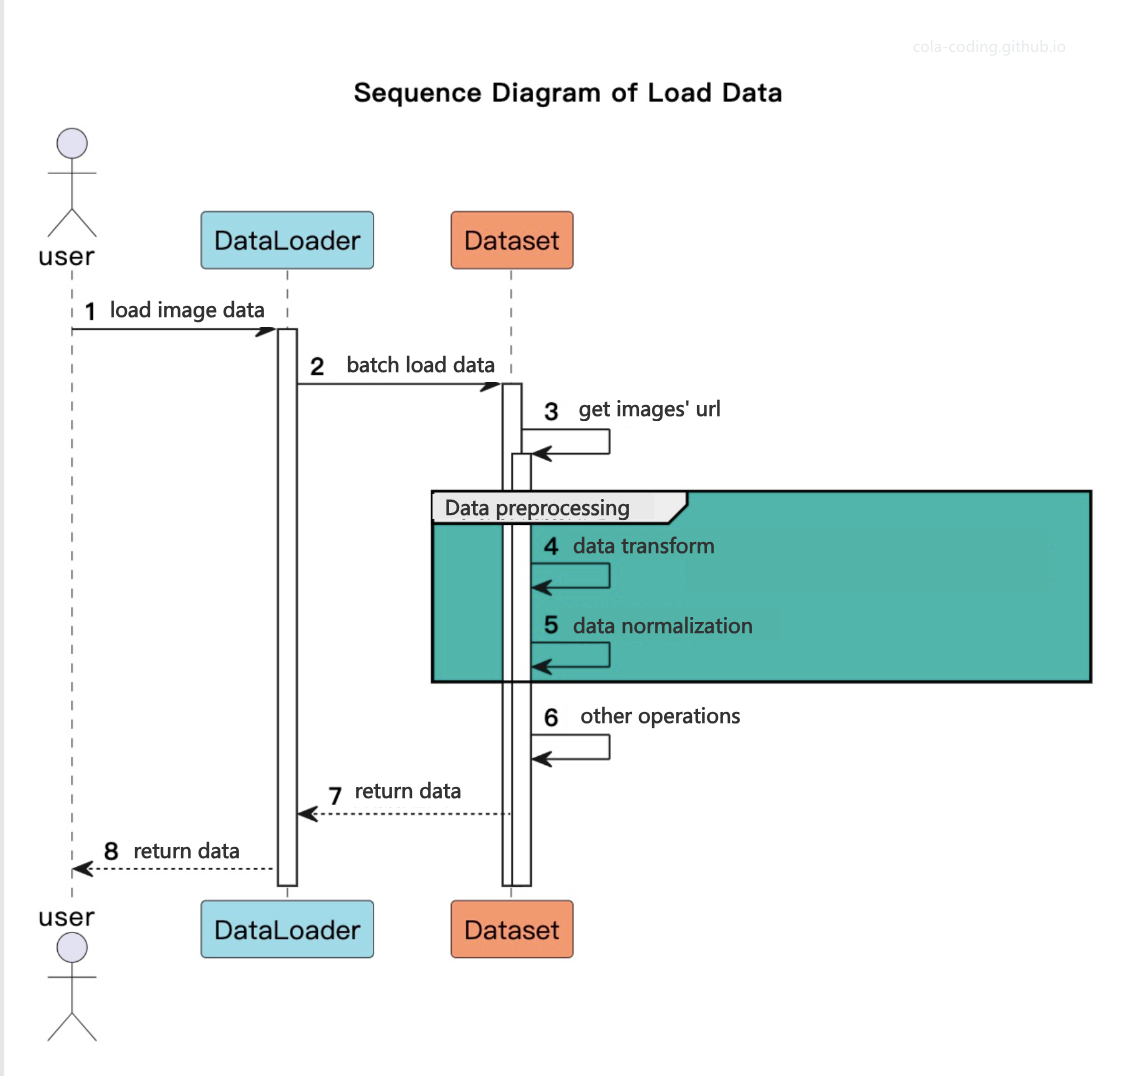 cola-coding.github.io
Sequence Diagram of Load Data
user
DataLoader
Dataset
1 load image data
2 batch load data
3 get images' url
Data preprocessing
4 data transform
5 data normalization
6 other operations
7 return data
8 return data
user
DataLoader
Dataset